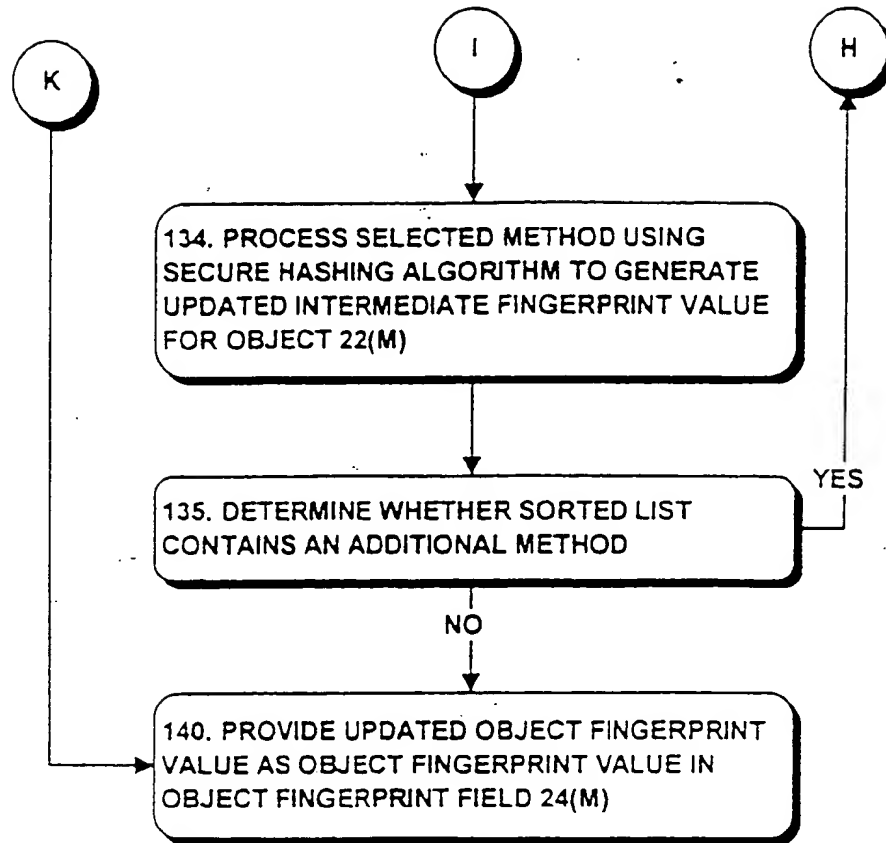 K
I
H
134. PROCESS SELECTED METHOD USING
SECURE HASHING ALGORITHM TO GENERATE
UPDATED INTERMEDIATE FINGERPRINT VALUE
FOR OBJECT 22(M)
YES
135. DETERMINE WHETHER SORTED LIST
CONTAINS AN ADDITIONAL METHOD
NO
140. PROVIDE UPDATED OBJECT FINGERPRINT
VALUE AS OBJECT FINGERPRINT VALUE IN
OBJECT FINGERPRINT FIELD 24(M)